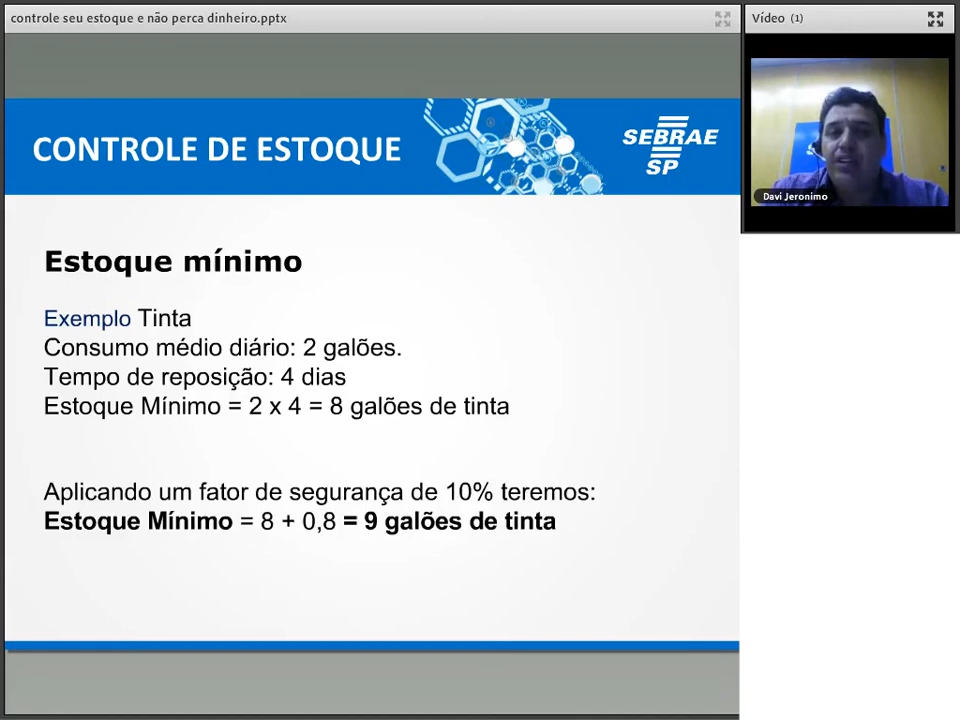 controle seu estoque e não perca dinheiro.pptx
Vídeo (1)
CONTROLE DE ESTOQUE
SEBRAE
SP
Davi Jeronimo
Estoque mínimo
Exemplo Tinta
Consumo médio diário: 2 galões.
Tempo de reposição: 4 dias
Estoque Mínimo = 2 x 4 = 8 galões de tinta
Aplicando um fator de segurança de 10% teremos:
Estoque Mínimo = 8 + 0,8 = 9 galões de tinta